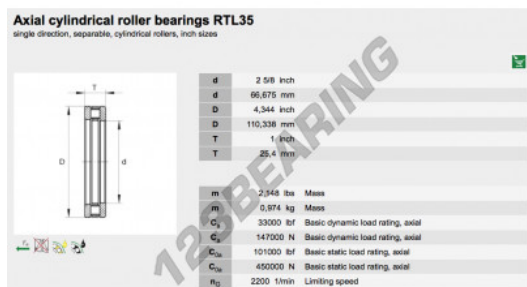 Axial cylindrical roller bearings RTL35
single direction, separable, cylindrical rollers, inch sizes
T
D
d
d 2 5/8 inch
d 66,675 mm
D 4,344 inch
D 110,338 mm
T 1 inch
T 25,4 mm
m 2,148 lbs Mass
m 0,974 kg Mass
Ca 33000 lbf Basic dynamic load rating, axial
Ca 147000 N Basic dynamic load rating, axial
C0a 101000 lbf Basic static load rating, axial
C0a 450000 N Basic static load rating, axial
nG 2200 1/min Limiting speed
123BEARING